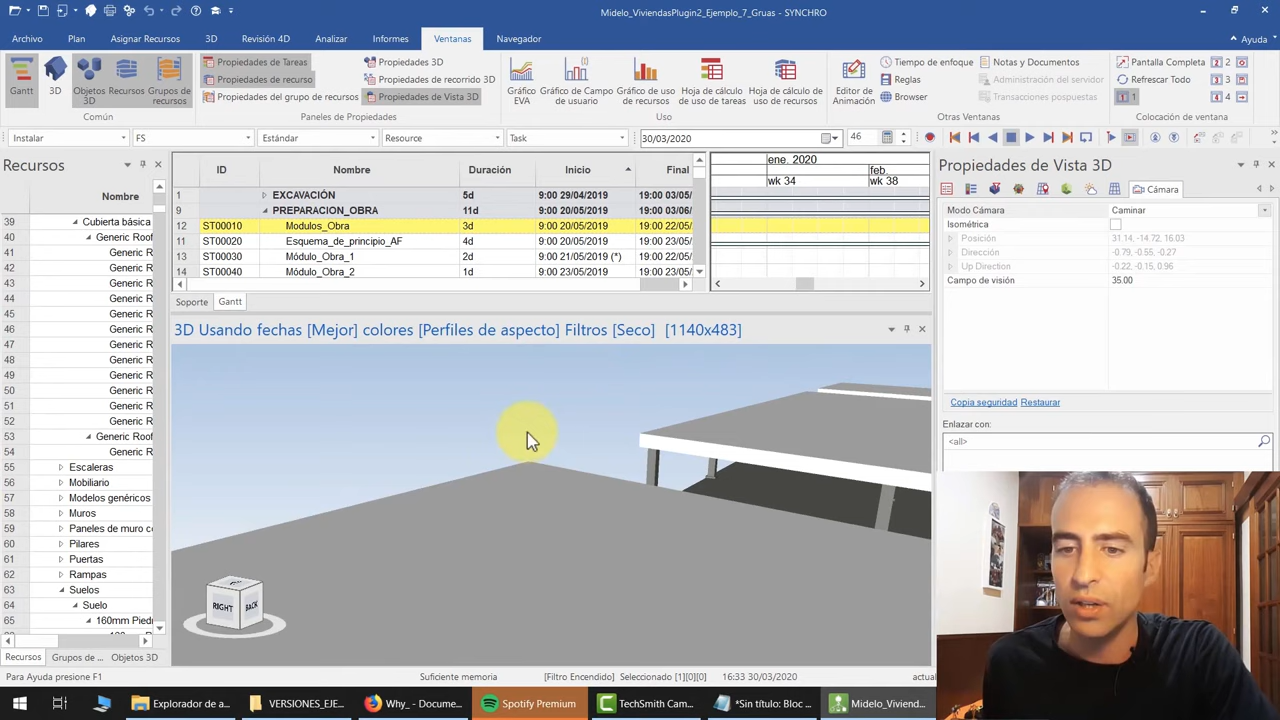 Midelo_ViviendasPlugin2_Ejemplo_7_Gruas - SYNCHRO
Archivo Plan Asignar Recursos 3D Revisión 4D Analizar Informes Ventanas Navegador Ayuda
Gantt 3D Objetos 3D Recursos Grupos de recursos
Común
Propiedades de Tareas
Propiedades de recurso
Propiedades del grupo de recursos
Propiedades 3D
Propiedades de recorrido 3D
Propiedades de Vista 3D
Paneles de Propiedades
Gráfico EVA
Gráfico de Campo de usuario
Gráfico de uso de recursos
Hoja de cálculo de uso de tareas
Hoja de cálculo de uso de recursos
Uso
Editor de Animación
Tiempo de enfoque
Reglas
Browser
Notas y Documentos
Administración del servidor
Transacciones pospuestas
Otras Ventanas
Pantalla Completa
Refrescar Todo
1
2
3
4
Colocación de ventana
Instalar FS Estándar Resource Task 30/03/2020 46
Recursos
Nombre
39 Cubierta básica
40 Generic Roof
41 Generic R
42 Generic R
43 Generic R
44 Generic R
45 Generic R
46 Generic R
47 Generic R
48 Generic R
49 Generic R
50 Generic R
51 Generic R
52 Generic R
53 Generic Roof
54 Generic R
55 Escaleras
56 Mobiliario
57 Modelos genéricos
58 Muros
59 Paneles de muro co
60 Pilares
61 Puertas
62 Rampas
63 Suelos
64 Suelo
65 160mm Piedr
Recursos Grupos de ... Objetos 3D
ID Nombre Duración Inicio Final
1 EXCAVACIÓN 5d 9:00 29/04/2019 19:00 03/05/
9 PREPARACION_OBRA 11d 9:00 20/05/2019 19:00 03/06/
12 ST00010 Modulos_Obra 3d 9:00 20/05/2019 19:00 22/05/
11 ST00020 Esquema_de_principio_AF 4d 9:00 20/05/2019 19:00 23/05/
13 ST00030 Módulo_Obra_1 2d 9:00 21/05/2019 (*) 19:00 22/05/
14 ST00040 Módulo_Obra_2 1d 9:00 23/05/2019 19:00 23/05/
ene. 2020
feb.
wk 34 wk 38
Soporte Gantt
3D Usando fechas [Mejor] colores [Perfiles de aspecto] Filtros [Seco] [1140x483]
RIGHT BACK
Propiedades de Vista 3D
Cámara
Modo Cámara Caminar
Isométrica
Posición 31.14, -14.72, 16.03
Dirección -0.79, -0.55, -0.27
Up Direction -0.22, -0.15, 0.96
Campo de visión 35.00
Copia seguridad Restaurar
Enlazar con:
<all>
Para Ayuda presione F1 Suficiente memoria [Filtro Encendido] Seleccionado [1][0][0] 16:33 30/03/2020 actual
Explorador de a... VERSIONES_EJE... Why_ - Docume... Spotify Premium TechSmith Cam... *Sin título: Bloc ... Midelo_Viviend...